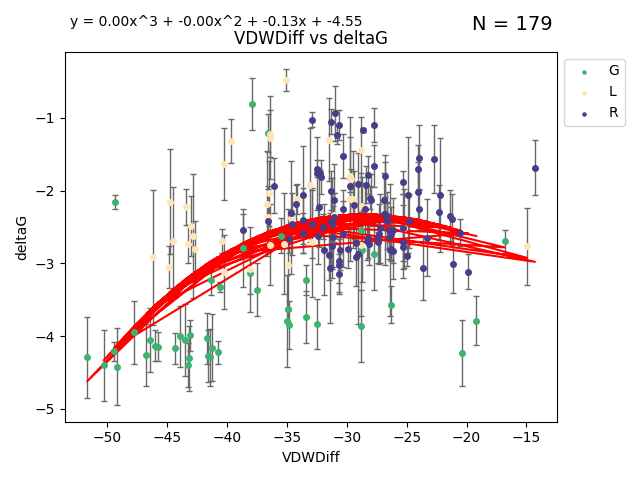 y = 0.00x^3 + -0.00x^2 + -0.13x + -4.55
N = 179
VDWDiff vs deltaG
G
L
R
deltaG
−1
−2
−3
−4
−5
−50 −45 −40 −35 −30 −25 −20 −15
VDWDiff